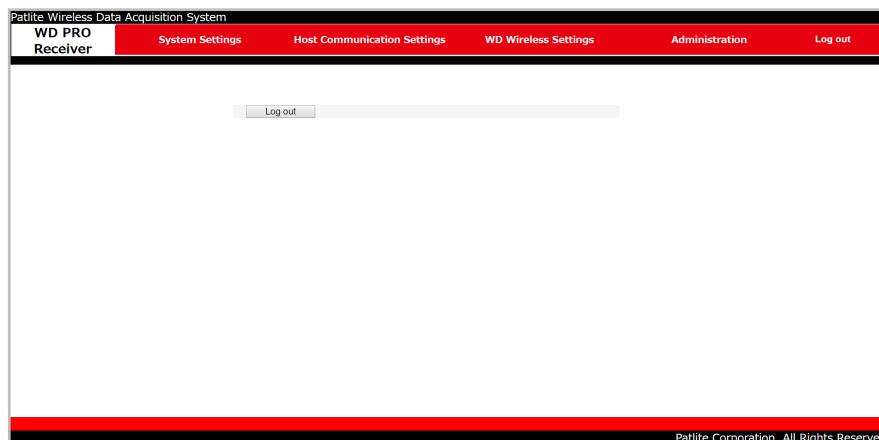 Patlite Wireless Data Acquisition System
WD PRO
Receiver
System Settings
Host Communication Settings
WD Wireless Settings
Administration
Log out
Log out
Patlite Corporation. All Rights Reserve